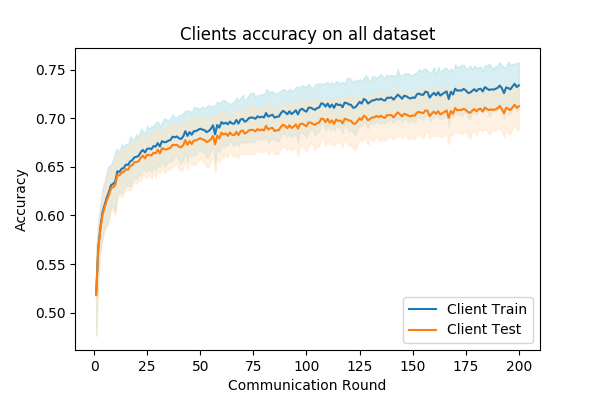 Clients accuracy on all dataset
Accuracy
0.75
0.70
0.65
0.60
0.55
0.50
Client Train
Client Test
0 25 50 75 100 125 150 175 200
Communication Round